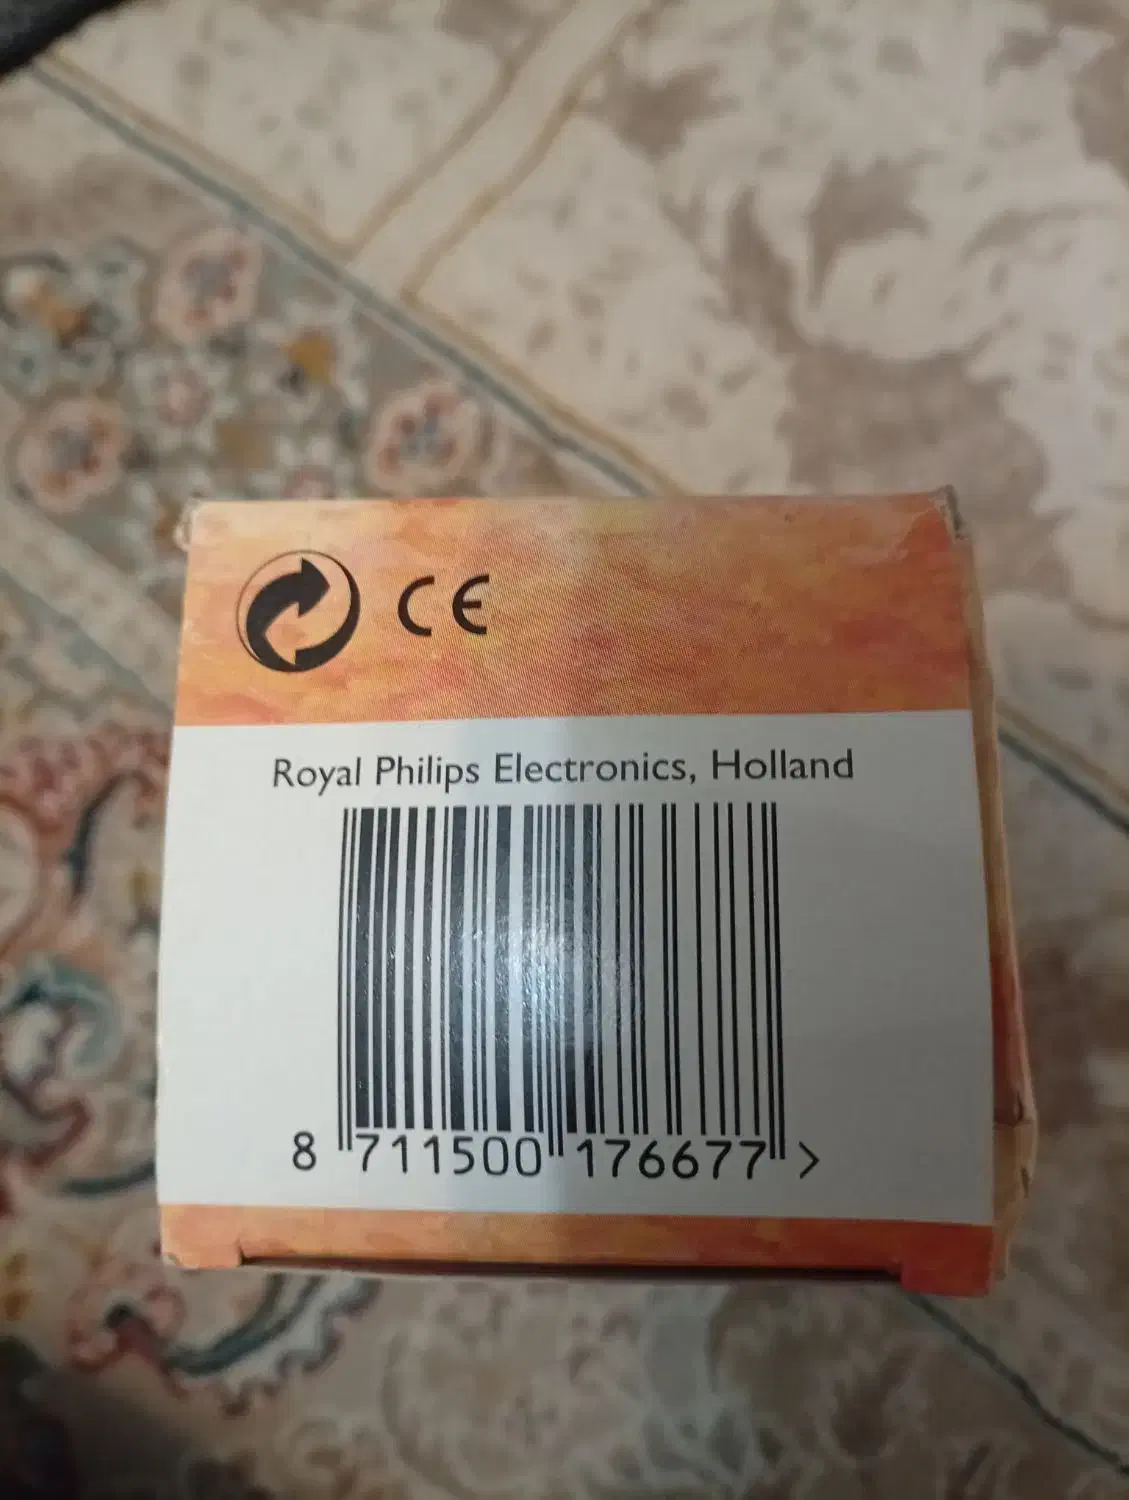 CE
Royal Philips Electronics, Holland
8 711500 176677 >